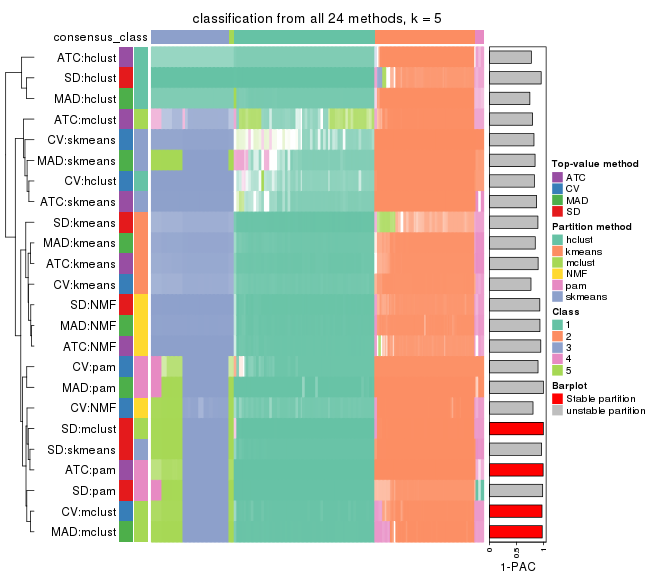 classification from all 24 methods, k = 5
consensus_class
ATC:hclust
SD:hclust
MAD:hclust
ATC:mclust
CV:skmeans
MAD:skmeans
CV:hclust
ATC:skmeans
SD:kmeans
MAD:kmeans
ATC:kmeans
CV:kmeans
SD:NMF
MAD:NMF
ATC:NMF
CV:pam
MAD:pam
CV:NMF
SD:mclust
SD:skmeans
ATC:pam
SD:pam
CV:mclust
MAD:mclust
0
0.5
1
1-PAC
Top-value method
ATC
CV
MAD
SD
Partition method
hclust
kmeans
mclust
NMF
pam
skmeans
Class
1
2
3
4
5
Barplot
Stable partition
unstable partition